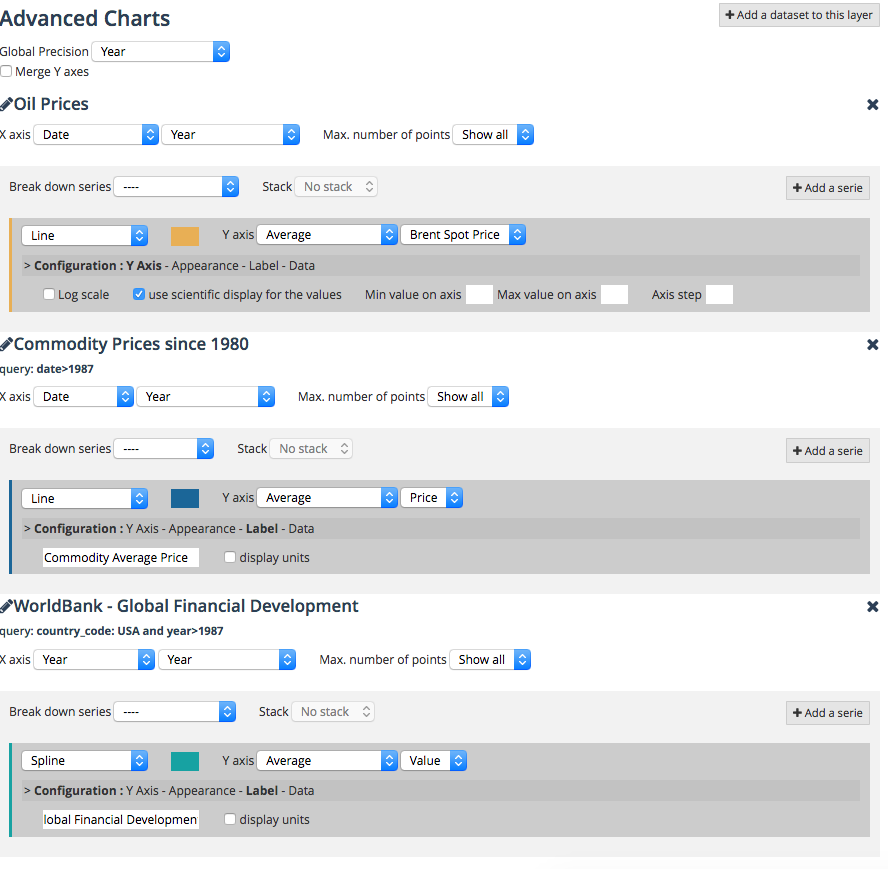 Advanced Charts
+ Add a dataset to this layer
Global Precision Year
Merge Y axes
Oil Prices
X axis Date Year Max. number of points Show all
Break down series ---- Stack No stack + Add a serie
Line Y axis Average Brent Spot Price
> Configuration : Y Axis - Appearance - Label - Data
Log scale use scientific display for the values Min value on axis Max value on axis Axis step
Commodity Prices since 1980
query: date>1987
X axis Date Year Max. number of points Show all
Break down series ---- Stack No stack + Add a serie
Line Y axis Average Price
> Configuration : Y Axis - Appearance - Label - Data
Commodity Average Price display units
WorldBank - Global Financial Development
query: country_code: USA and year>1987
X axis Year Year Max. number of points Show all
Break down series ---- Stack No stack + Add a serie
Spline Y axis Average Value
> Configuration : Y Axis - Appearance - Label - Data
lobal Financial Developmen display units